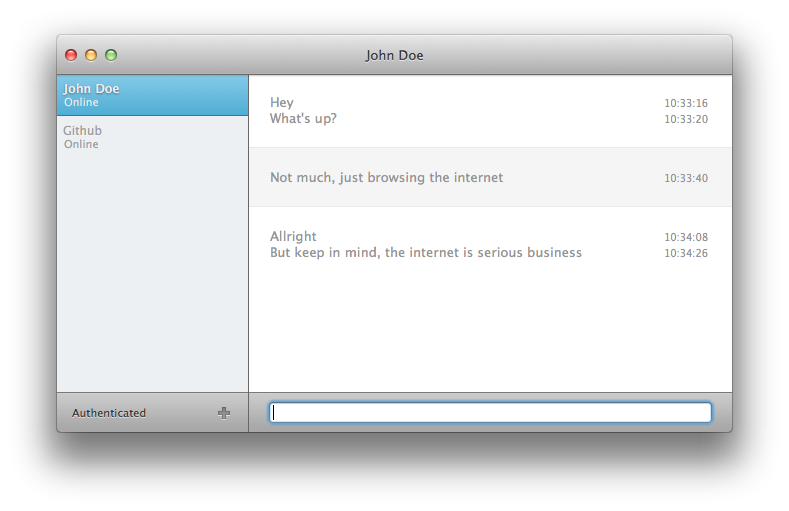 John Doe
John Doe
Online
Github
Online
Hey 10:33:16
What's up? 10:33:20
Not much, just browsing the internet 10:33:40
Allright 10:34:08
But keep in mind, the internet is serious business 10:34:26
Authenticated